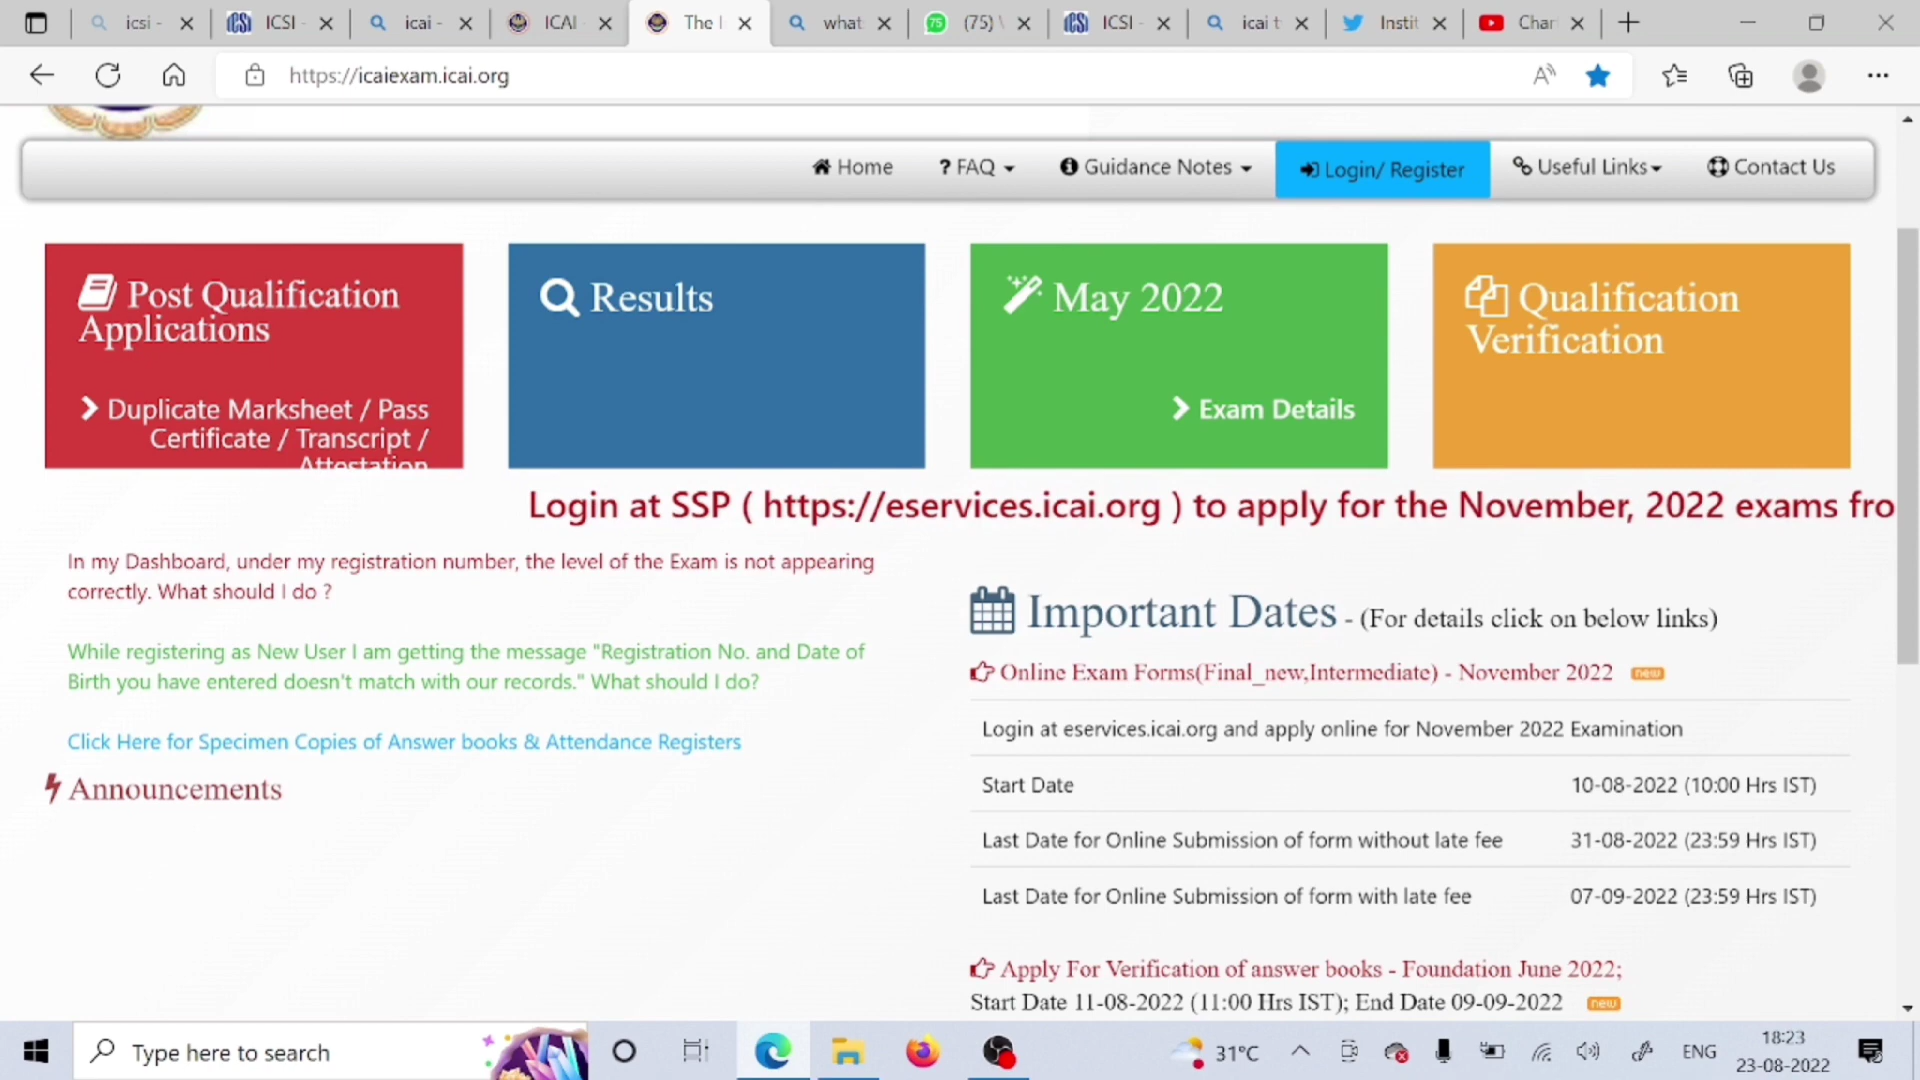 icsi -
ICSI
ICSI -
icai -
ICAI
The I
what
75
(75)
ICSI
ICSI -
icai t
Instit
Char
https://icaiexam.icai.org
Home
? FAQ
Guidance Notes
Login/ Register
Useful Links
Contact Us
Post Qualification
Applications
Duplicate Marksheet / Pass
Certificate / Transcript /
Attestation
Results
May 2022
Exam Details
Qualification
Verification
Login at SSP ( https://eservices.icai.org ) to apply for the November, 2022 exams fro
In my Dashboard, under my registration number, the level of the Exam is not appearing
correctly. What should I do ?
While registering as New User I am getting the message "Registration No. and Date of
Birth you have entered doesn't match with our records." What should I do?
Click Here for Specimen Copies of Answer books & Attendance Registers
Announcements
Important Dates - (For details click on below links)
Online Exam Forms(Final_new,Intermediate) - November 2022 new
Login at eservices.icai.org and apply online for November 2022 Examination
Start Date 10-08-2022 (10:00 Hrs IST)
Last Date for Online Submission of form without late fee 31-08-2022 (23:59 Hrs IST)
Last Date for Online Submission of form with late fee 07-09-2022 (23:59 Hrs IST)
Apply For Verification of answer books - Foundation June 2022;
Start Date 11-08-2022 (11:00 Hrs IST); End Date 09-09-2022 new
Type here to search
31°C
ENG
18:23
23-08-2022